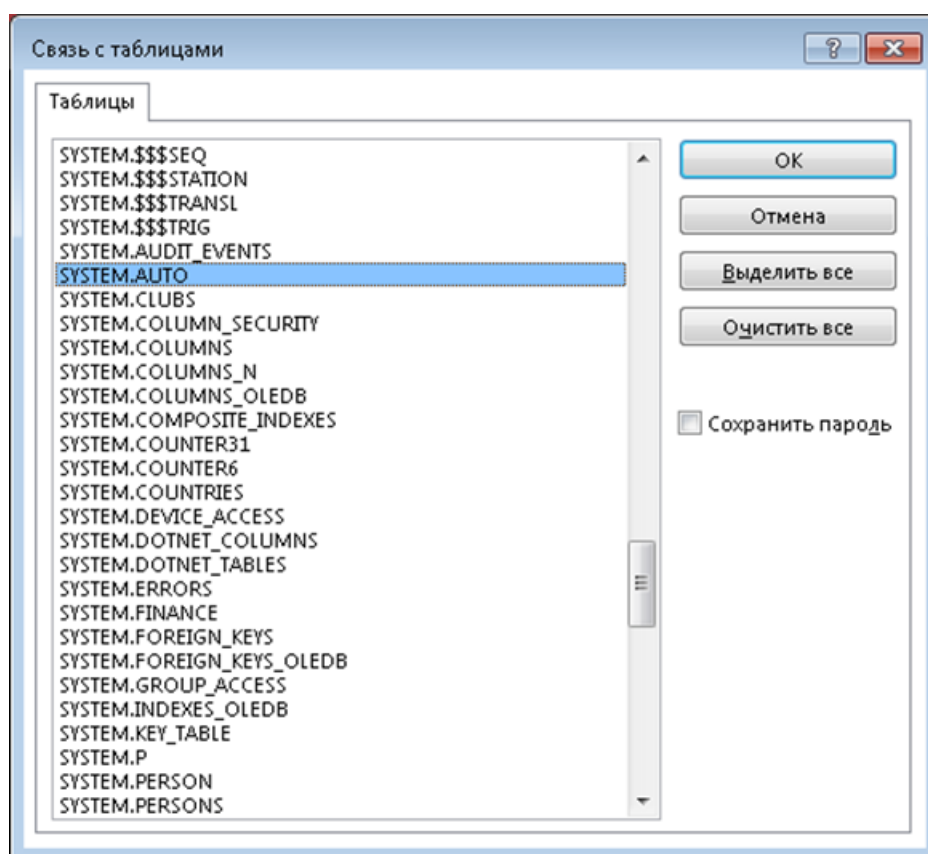 Связь с таблицами
Таблицы
SYSTEM.$$$SEQ
SYSTEM.$$$STATION
SYSTEM.$$$TRANSL
SYSTEM.$$$TRIG
SYSTEM.AUDIT_EVENTS
SYSTEM.AUTO
SYSTEM.CLUBS
SYSTEM.COLUMN_SECURITY
SYSTEM.COLUMNS
SYSTEM.COLUMNS_N
SYSTEM.COLUMNS_OLEDB
SYSTEM.COMPOSITE_INDEXES
SYSTEM.COUNTER31
SYSTEM.COUNTER6
SYSTEM.COUNTRIES
SYSTEM.DEVICE_ACCESS
SYSTEM.DOTNET_COLUMNS
SYSTEM.DOTNET_TABLES
SYSTEM.ERRORS
SYSTEM.FINANCE
SYSTEM.FOREIGN_KEYS
SYSTEM.FOREIGN_KEYS_OLEDB
SYSTEM.GROUP_ACCESS
SYSTEM.INDEXES_OLEDB
SYSTEM.KEY_TABLE
SYSTEM.P
SYSTEM.PERSON
SYSTEM.PERSONS
ОК
Отмена
Выделить все
Очистить все
Сохранить пароль